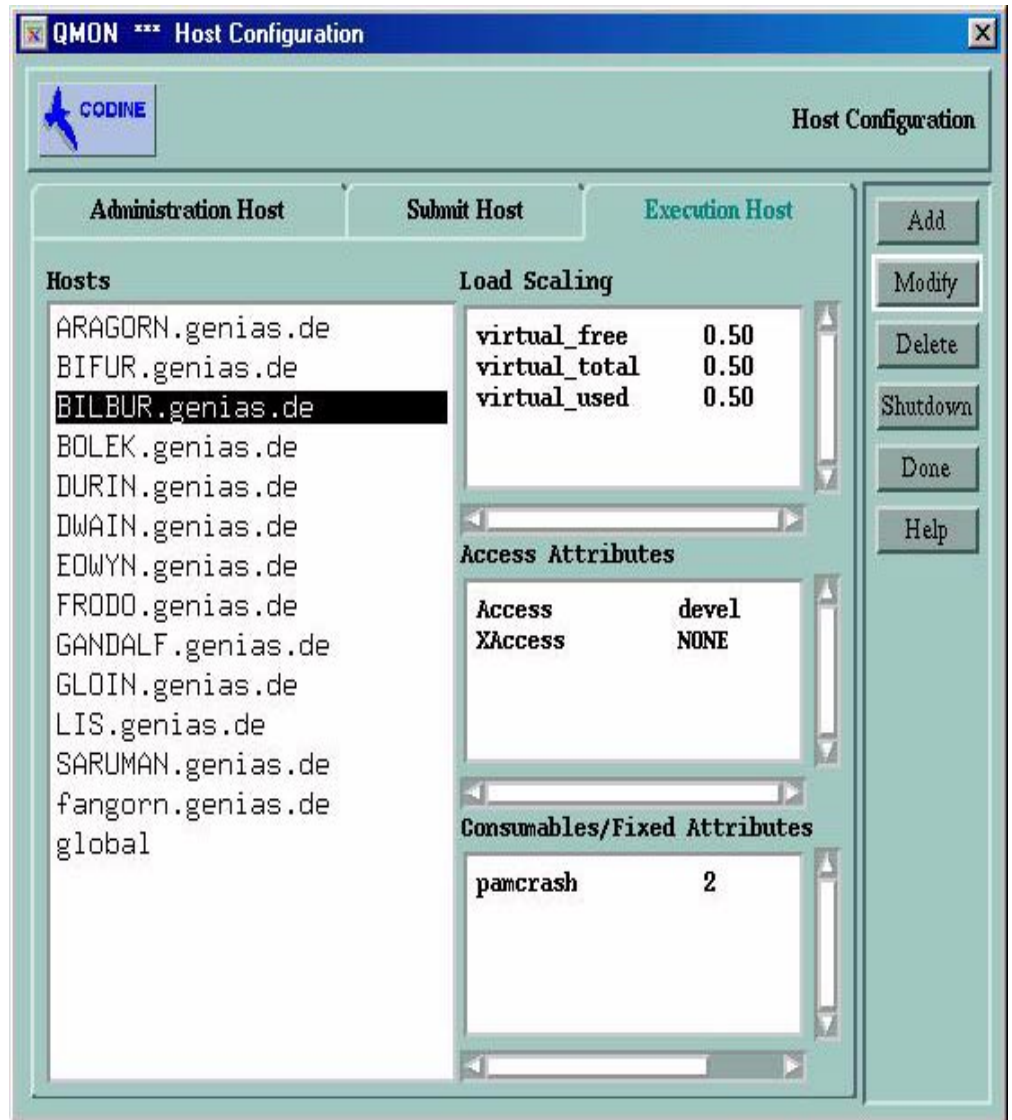 QMON *** Host Configuration
CODINE
Host Configuration
Administration Host
Submit Host
Execution Host
Hosts
ARAGORN.genias.de
BIFUR.genias.de
BILBUR.genias.de
BOLEK.genias.de
DURIN.genias.de
DWAIN.genias.de
EOWYN.genias.de
FRODO.genias.de
GANDALF.genias.de
GLOIN.genias.de
LIS.genias.de
SARUMAN.genias.de
fangorn.genias.de
global
Load Scaling
virtual_free 0.50
virtual_total 0.50
virtual_used 0.50
Access Attributes
Access devel
XAccess NONE
Consumables/Fixed Attributes
pamcrash 2
Add
Modify
Delete
Shutdown
Done
Help